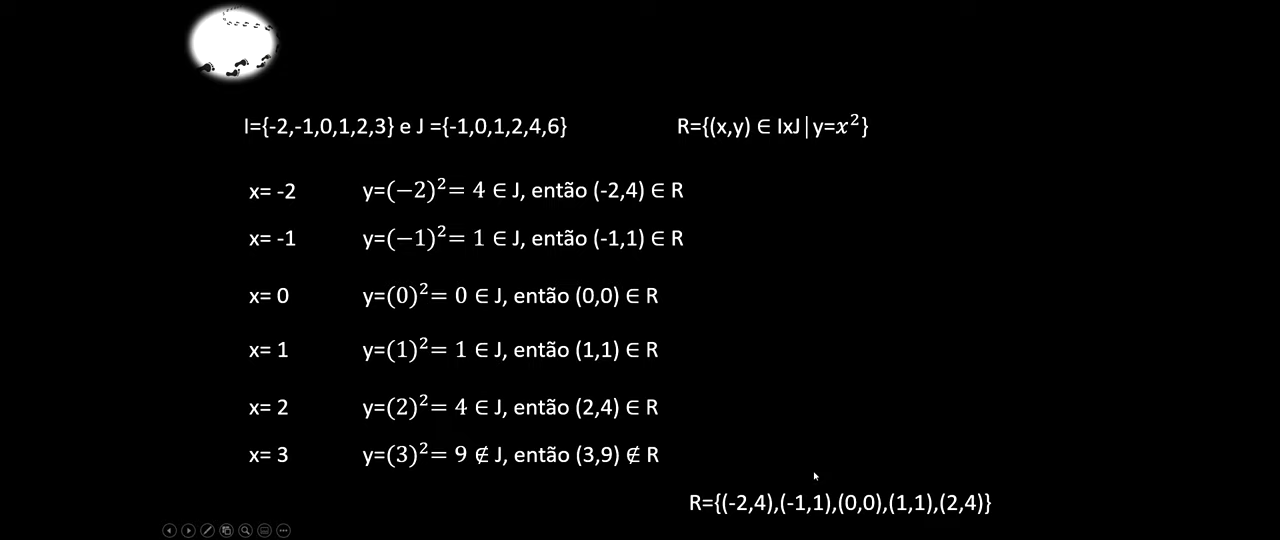 I={-2,-1,0,1,2,3} e J ={-1,0,1,2,4,6} R={(x,y) ∈ IxJ|y=x²}
x= -2 y=(−2)²= 4 ∈ J, então (-2,4) ∈ R
x= -1 y=(−1)²= 1 ∈ J, então (-1,1) ∈ R
x= 0 y=(0)²= 0 ∈ J, então (0,0) ∈ R
x= 1 y=(1)²= 1 ∈ J, então (1,1) ∈ R
x= 2 y=(2)²= 4 ∈ J, então (2,4) ∈ R
x= 3 y=(3)²= 9 ∉ J, então (3,9) ∉ R
R={(-2,4),(-1,1),(0,0),(1,1),(2,4)}